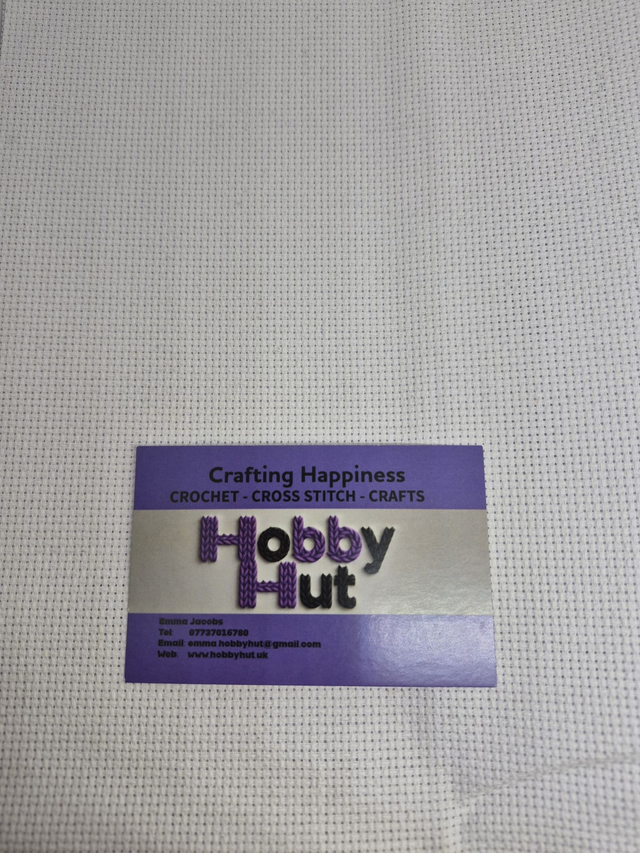 Crafting Happiness
CROCHET - CROSS STITCH - CRAFTS
Hobby
Hut
Emma Jacobs
Tel: 07737016780
Email: emma.hobbyhut@gmail.com
Web: www.hobbyhut.uk